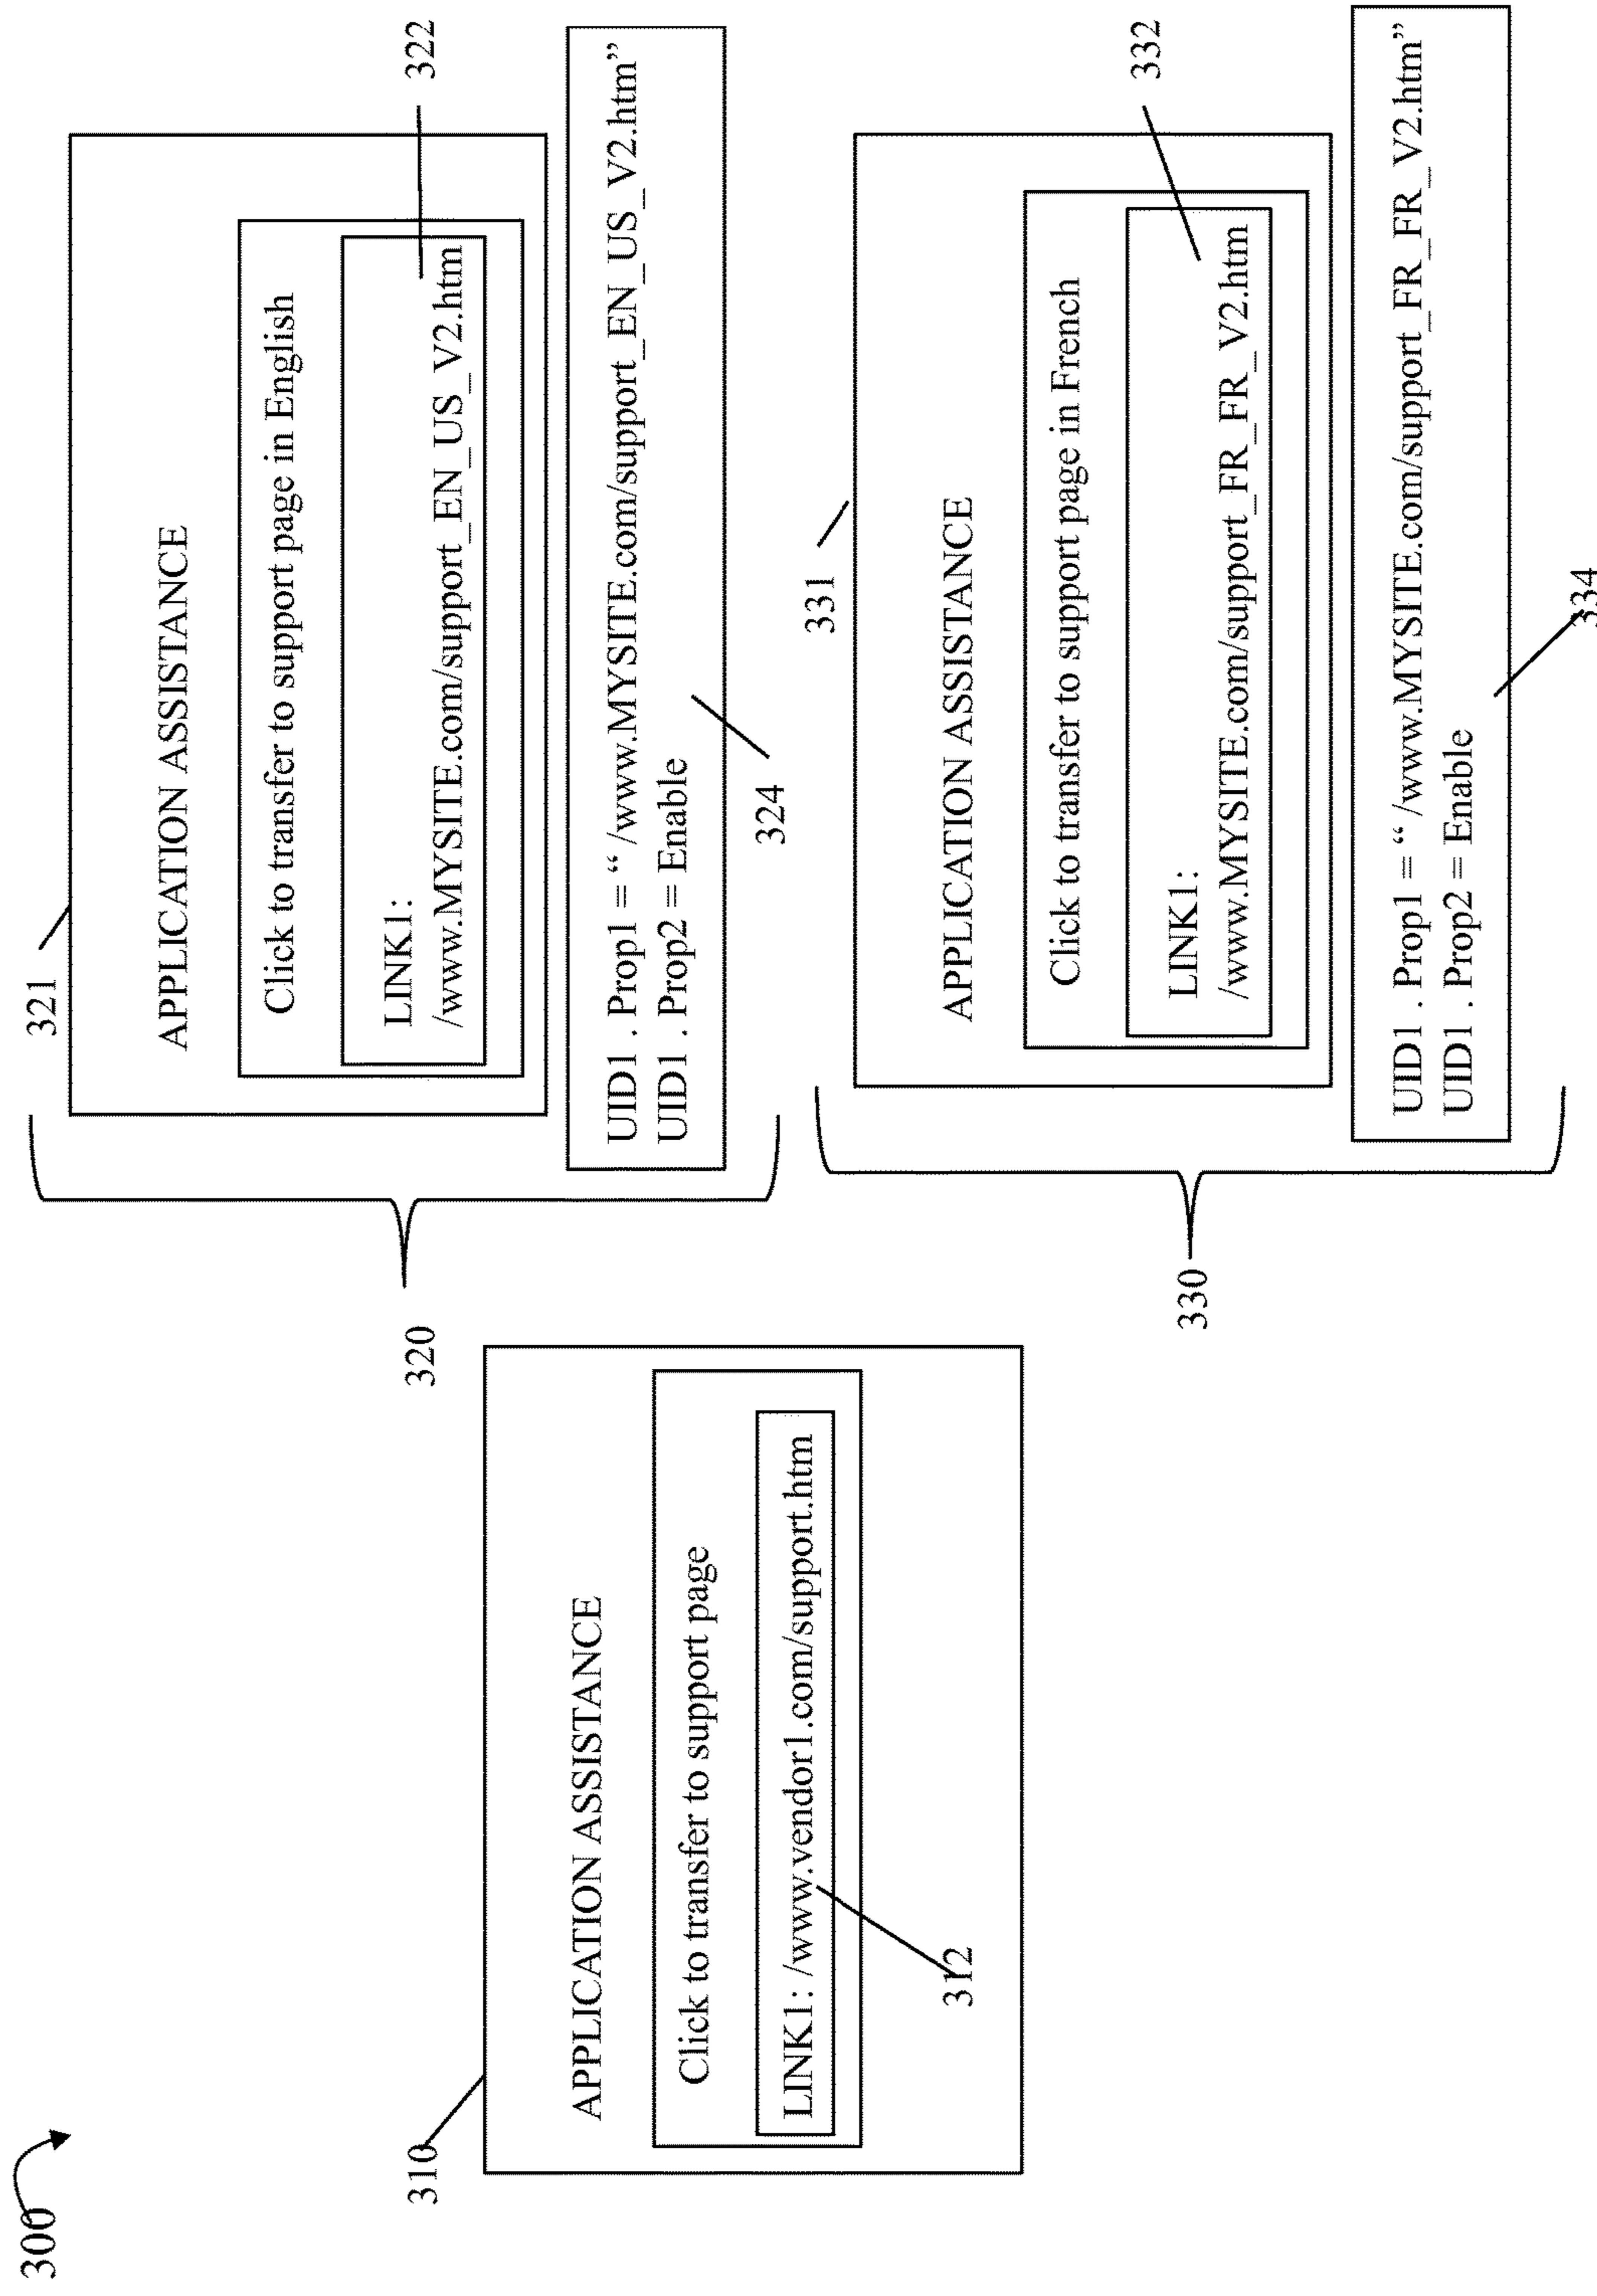 300
310
APPLICATION ASSISTANCE
Click to transfer to support page
LINK1: /www.vendor1.com/support.htm
312
320
321
APPLICATION ASSISTANCE
Click to transfer to support page in English
LINK1:
/www.MYSITE.com/support_EN_US_V2.htm
322
UID1 . Prop1 = “ /www.MYSITE.com/support_EN_US_V2.htm”
UID1 . Prop2 = Enable
324
330
331
APPLICATION ASSISTANCE
Click to transfer to support page in French
LINK1:
/www.MYSITE.com/support_FR_FR_V2.htm
332
UID1 . Prop1 = “ /www.MYSITE.com/support_FR_FR_V2.htm”
UID1 . Prop2 = Enable
334